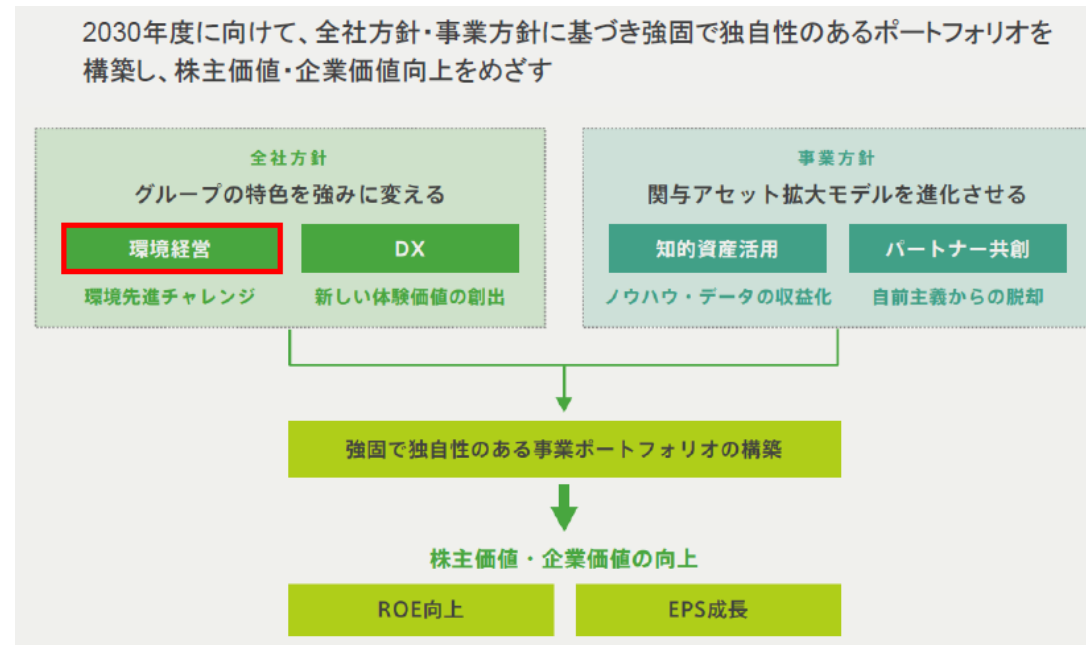 2030年度に向けて、全社方針・事業方針に基づき強固で独自性のあるポートフォリオを
構築し、株主価値・企業価値向上をめざす
全社方針
グループの特色を強みに変える
環境経営
DX
環境先進チャレンジ
新しい体験価値の創出
事業方針
関与アセット拡大モデルを進化させる
知的資産活用
パートナー共創
ノウハウ・データの収益化
自前主義からの脱却
強固で独自性のある事業ポートフォリオの構築
株主価値・企業価値の向上
ROE向上
EPS成長